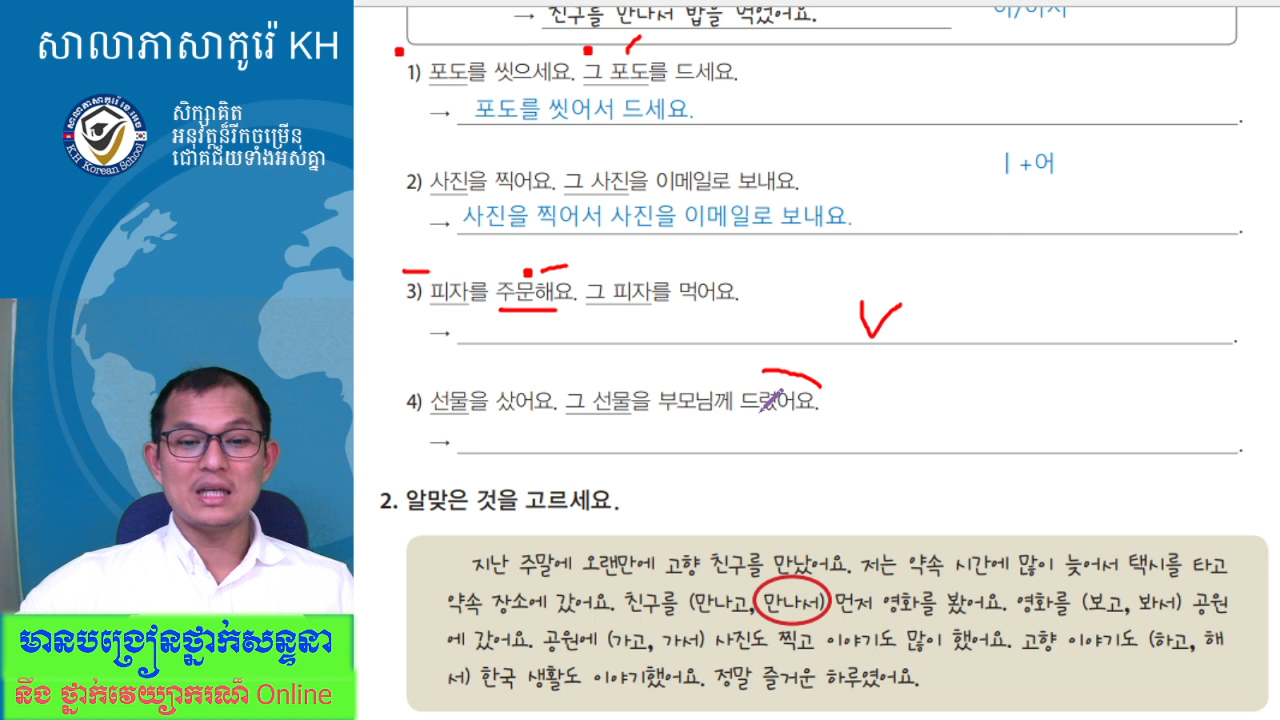 សាលាភាសាកូរ៉េ KH
សាលាភាសាកូរ៉េ ខេ អេច
K.H Korean School
សិក្សាគិត
អនុវត្តន៏រីកចម្រើន
ជោគជ័យទាំងអស់គ្នា
មានបង្រៀនថ្នាក់សន្ទនា
នឹង ថ្នាក់វេយ្យាករណ៏ Online
→ 친구를 만나서 밥을 먹었어요.
아/어서
1) 포도를 씻으세요. 그 포도를 드세요.
→ 포도를 씻어서 드세요.
ㅣ+어
2) 사진을 찍어요. 그 사진을 이메일로 보내요.
→ 사진을 찍어서 사진을 이메일로 보내요.
3) 피자를 주문해요. 그 피자를 먹어요.
→
4) 선물을 샀어요. 그 선물을 부모님께 드렸어요.
→
2. 알맞은 것을 고르세요.
지난 주말에 오랜만에 고향 친구를 만났어요. 저는 약속 시간에 많이 늦어서 택시를 타고
약속 장소에 갔어요. 친구를 (만나고, 만나서) 먼저 영화를 봤어요. 영화를 (보고, 봐서) 공원
에 갔어요. 공원에 (가고, 가서) 사진도 찍고 이야기도 많이 했어요. 고향 이야기도 (하고, 해
서) 한국 생활도 이야기했어요. 정말 즐거운 하루였어요.